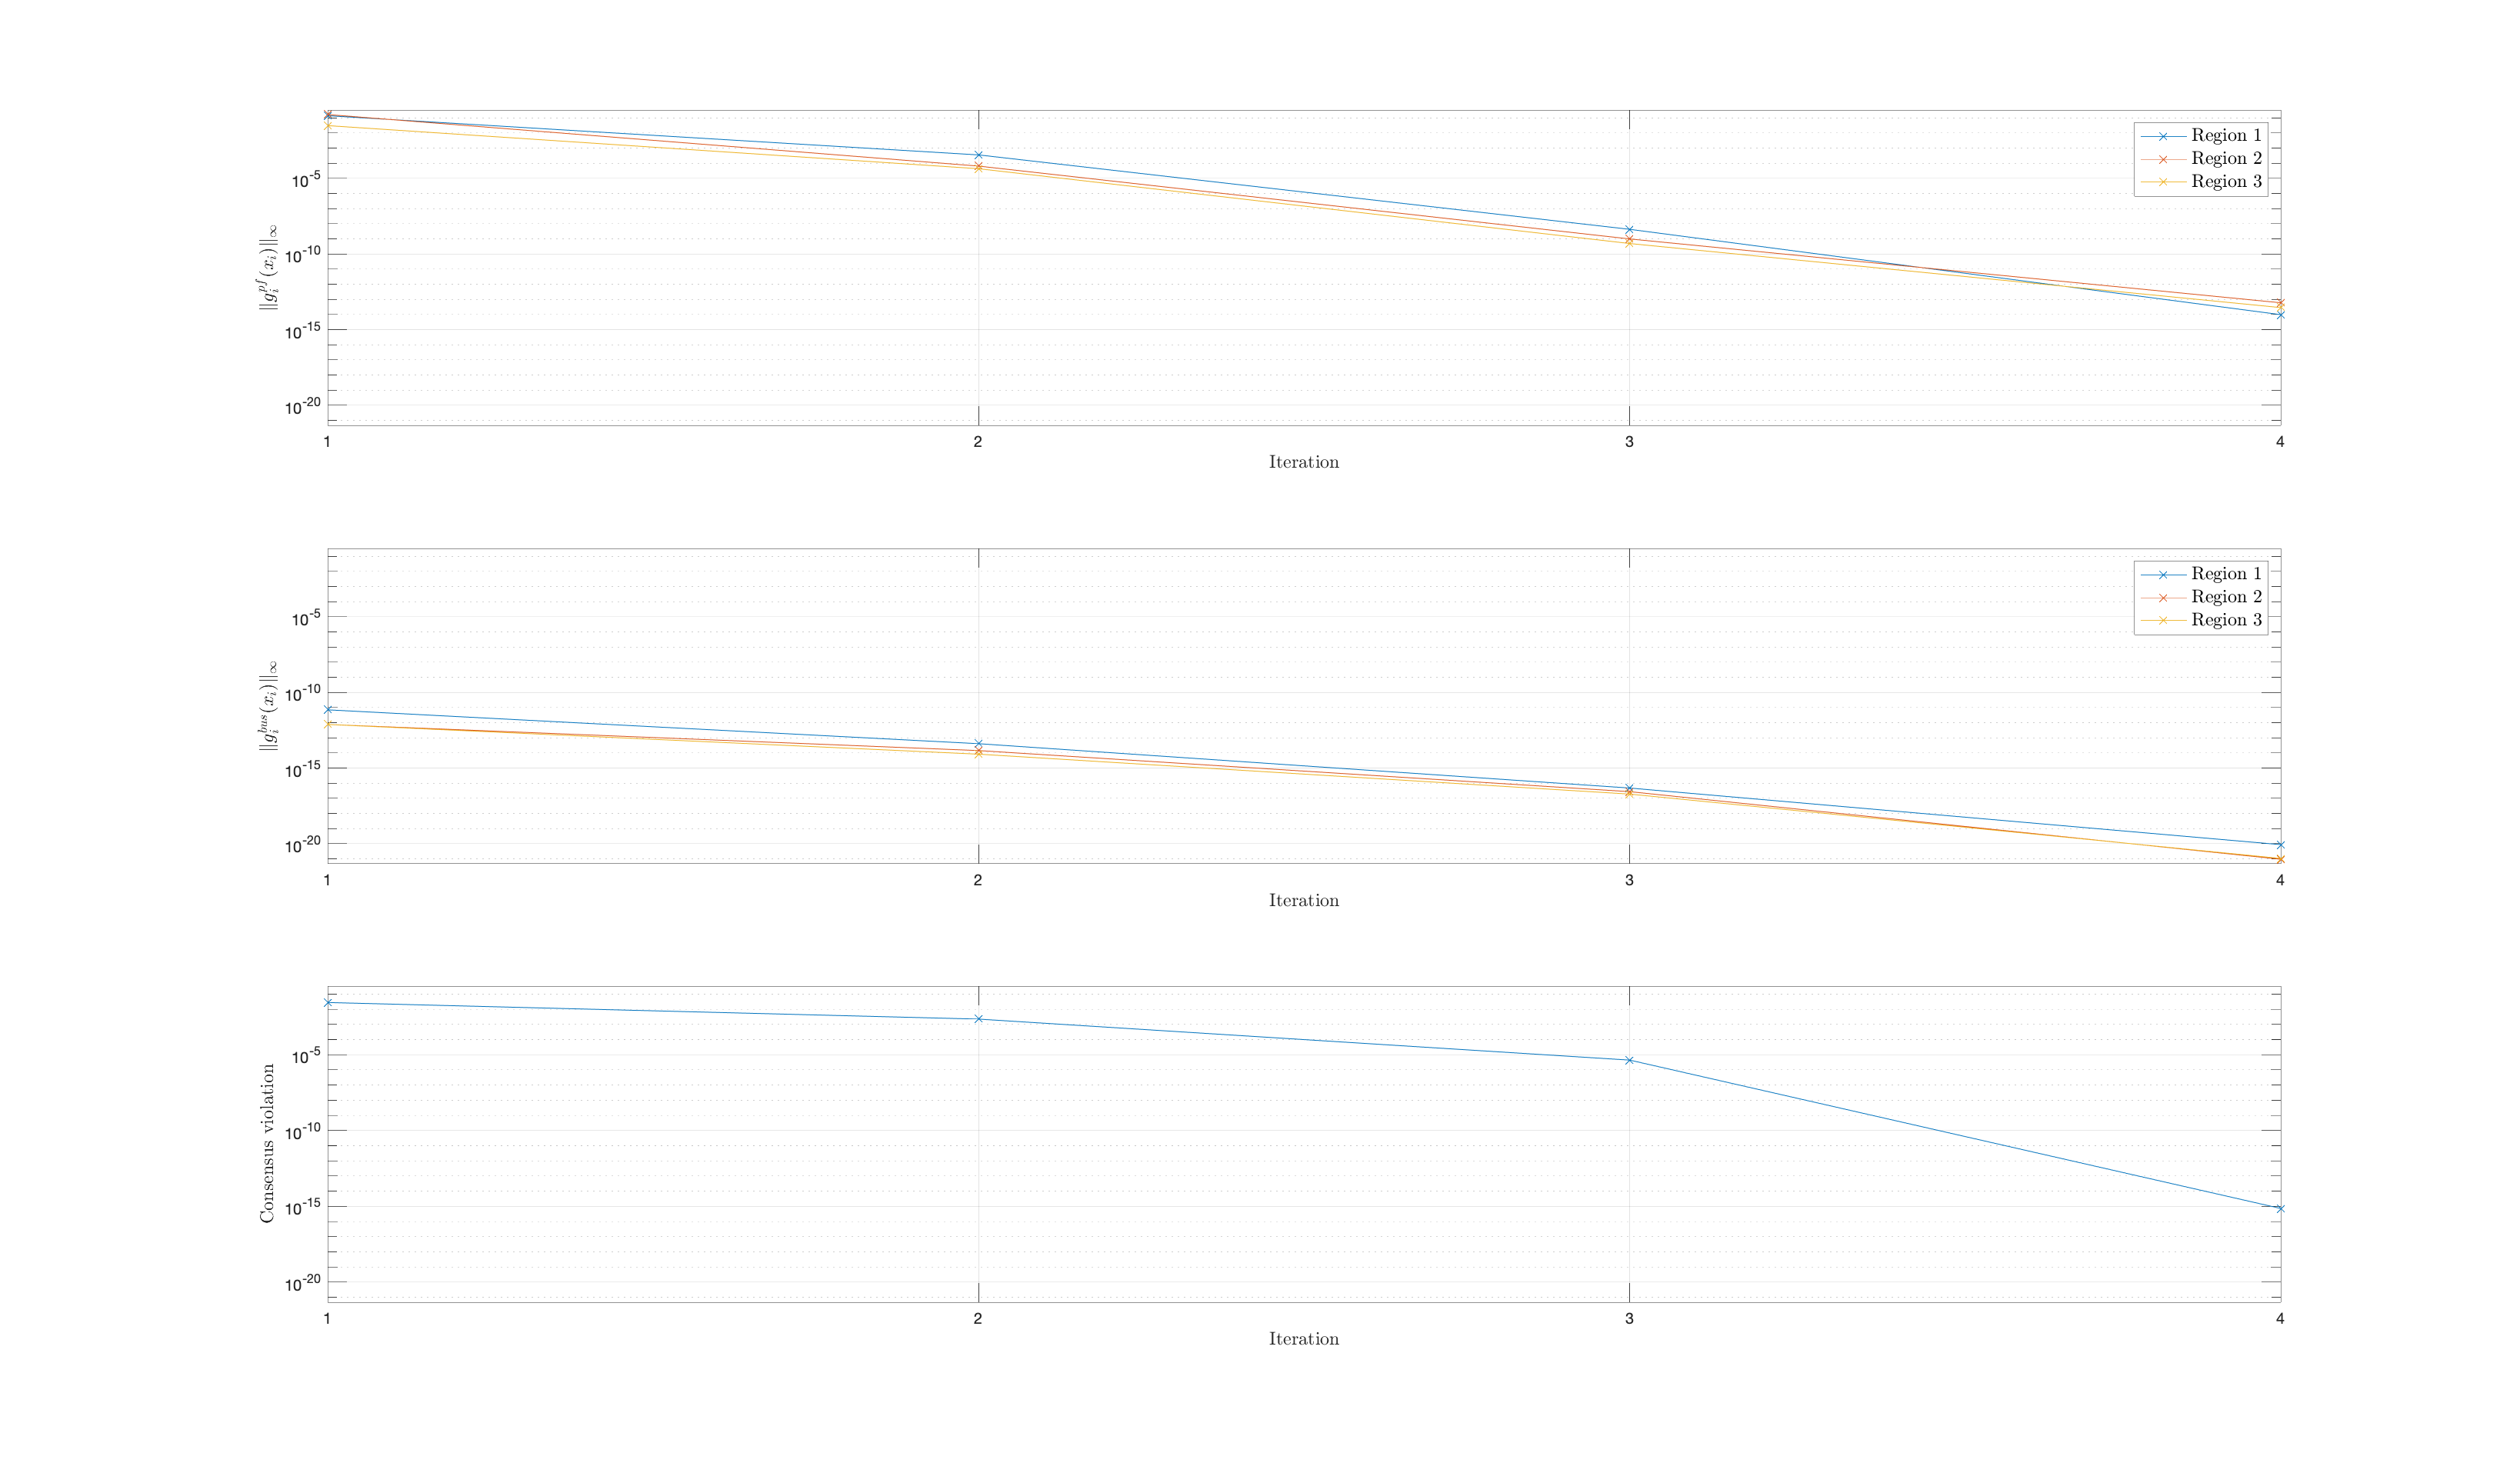 Region 1
Region 2
Region 3
10^-5
10^-10
10^-15
10^-20
||g_i^{pf}(x_i)||_∞
1 2 3 4
Iteration
Region 1
Region 2
Region 3
10^-5
10^-10
10^-15
10^-20
||g_i^{bus}(x_i)||_∞
1 2 3 4
Iteration
10^-5
10^-10
10^-15
10^-20
Consensus violation
1 2 3 4
Iteration